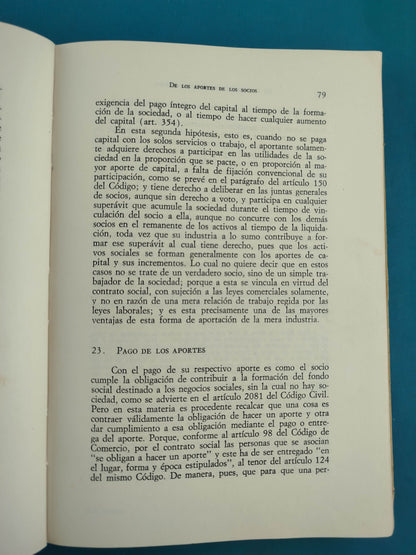 DE LOS APORTES DE LOS SOCIOS 79
exigencia del pago íntegro del capital al tiempo de la forma-
ción de la sociedad, o al tiempo de hacer cualquier aumento
del capital (art. 354).
En esta segunda hipótesis, esto es, cuando no se paga
capital con los solos servicios o trabajo, el aportante solamen-
te adquiere derechos a participar en las utilidades de la so-
ciedad en la proporción que se pacte, o en proporción al ma-
yor aporte de capital, a falta de fijación convencional de su
participación, como se prevé en el parágrafo del artículo 150
del Código; y tiene derecho a deliberar en las juntas generales
de socios, aunque sin derecho a voto, y participa en cualquier
superávit que acumule la sociedad durante el tiempo de vin-
culación del socio a ella, aunque no concurre con los demás
socios en el remanente de los activos al tiempo de la liquida-
ción, toda vez que su industria a lo sumo contribuye a for-
mar ese superávit al cual tiene derecho, pues que los acti-
vos sociales se forman generalmente con los aportes de capi-
tal y sus incrementos. Lo cual no quiere decir que en estos
casos no se trate de un verdadero socio, sino de un simple tra-
bajador de la sociedad; porque a esta se vincula en virtud del
contrato social, con sujeción a las leyes comerciales solamente,
y no en razón de una mera relación de trabajo regida por las
leyes laborales; y es esta precisamente una de las mayores
ventajas de esta forma de aportación de la mera industria.
23. PAGO DE LOS APORTES
Con el pago de su respectivo aporte es como el socio
cumple la obligación de contribuir a la formación del fondo
social destinado a los negocios sociales, sin la cual no hay so-
ciedad, como se advierte en el artículo 2081 del Código Civil.
Pero en esta materia es procedente recalcar que una cosa es
contraer válidamente la obligación de hacer un aporte y otra
dar cumplimiento a esa obligación mediante el pago o entre-
ga del aporte. Porque, conforme al artículo 98 del Código de
Comercio, por el contrato social las personas que se asocian
"se obligan a hacer un aporte" y este ha de ser entregado "en
el lugar, forma y época estipulados", al tenor del artículo 124
del mismo Código. De manera, pues, que para que una per-